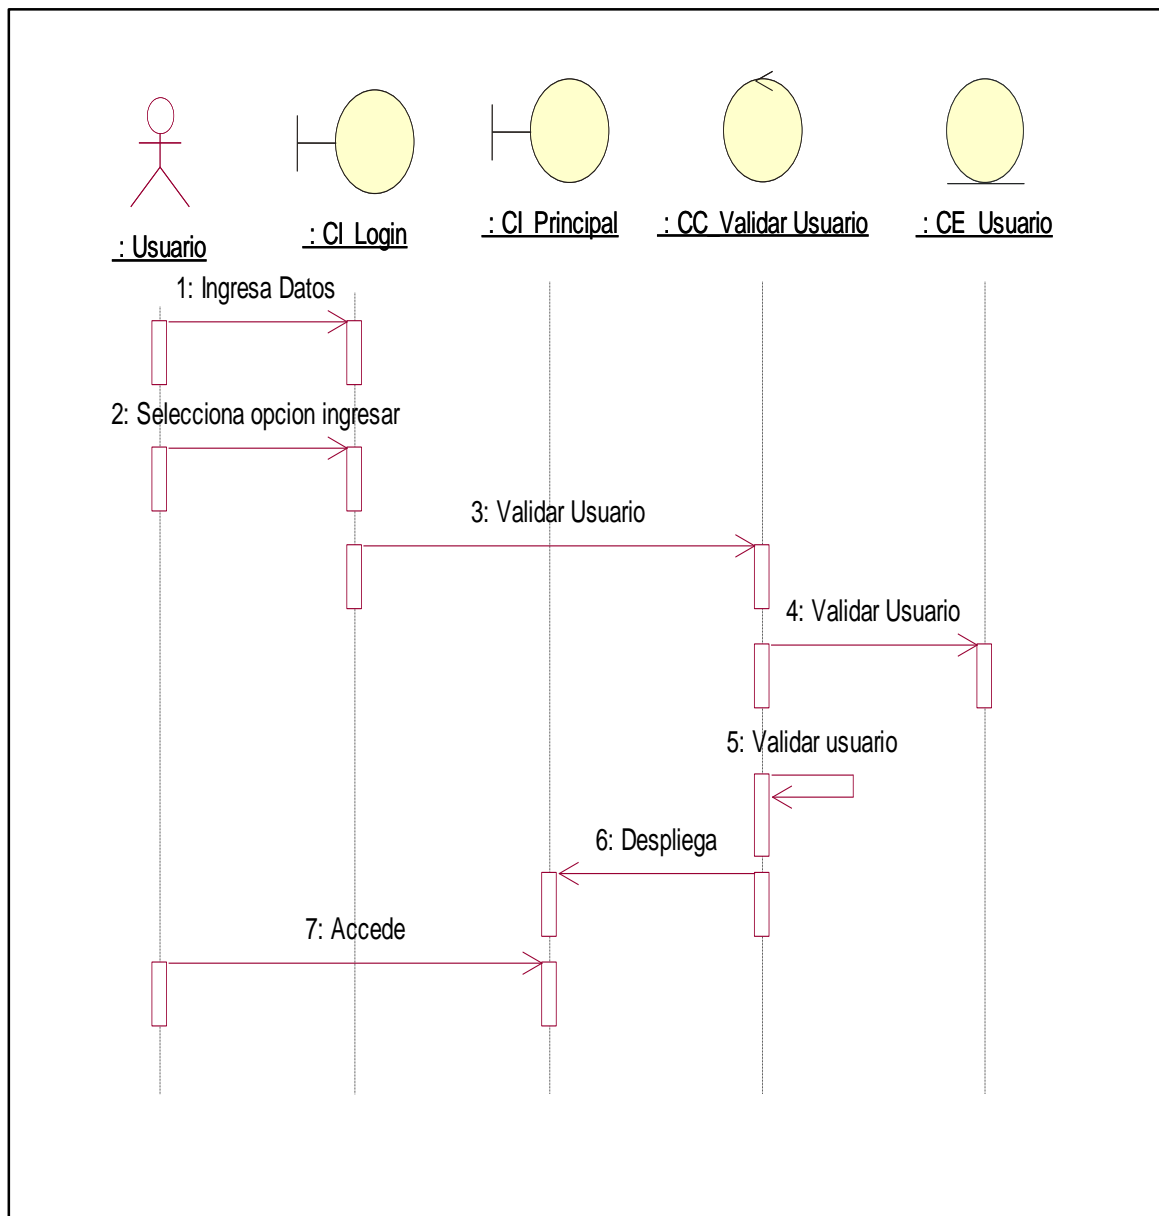 : Usuario
: CI_Login
: CI_Principal
: CC_Validar Usuario
: CE_Usuario
1: Ingresa Datos
2: Selecciona opcion ingresar
3: Validar Usuario
4: Validar Usuario
5: Validar usuario
6: Despliega
7: Accede